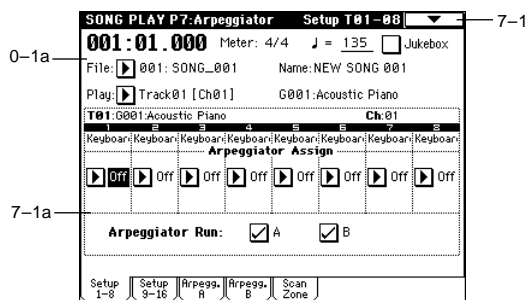 SONG PLAY P7:Arpeggiator Setup T01-08
7–1
001:01.000 Meter: 4/4 ♩ = 135 Jukebox
0–1a
File: 001: SONG_001 Name:NEW SONG 001
Play: Track01 [Ch01] G001:Acoustic Piano
T01:G001:Acoustic Piano Ch:01
1 2 3 4 5 6 7 8
Keyboar Keyboar Keyboar Keyboar Keyboar Keyboar Keyboar Keyboar
Arpeggiator Assign
Off Off Off Off Off Off Off Off
7–1a
Arpeggiator Run: A B
Setup 1-8 Setup 9-16 Arpegg. A Arpegg. B Scan Zone